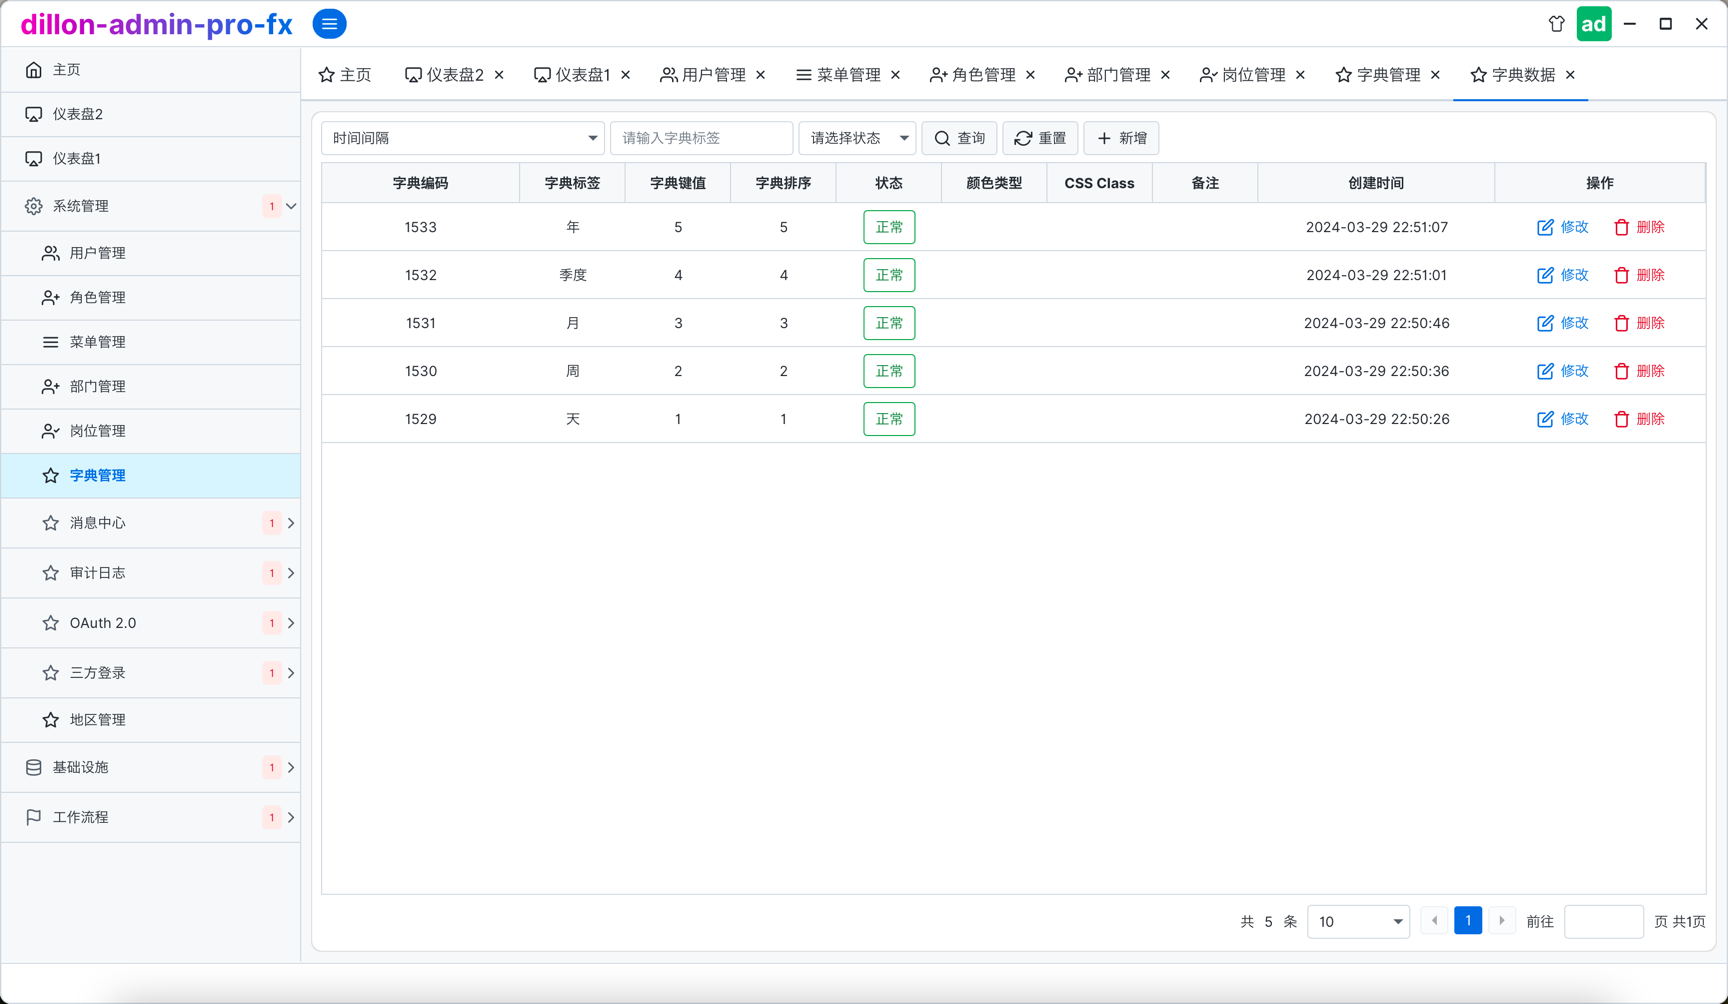 dillon-admin-pro-fx
ad
主页
仪表盘2
仪表盘1
系统管理 1
用户管理
角色管理
菜单管理
部门管理
岗位管理
字典管理
消息中心 1
审计日志 1
OAuth 2.0 1
三方登录 1
地区管理
基础设施 1
工作流程 1
主页 仪表盘2 仪表盘1 用户管理 菜单管理 角色管理 部门管理 岗位管理 字典管理 字典数据
时间间隔 请输入字典标签 请选择状态 查询 重置 新增
字典编码 字典标签 字典键值 字典排序 状态 颜色类型 CSS Class 备注 创建时间 操作
1533 年 5 5 正常 2024-03-29 22:51:07 修改 删除
1532 季度 4 4 正常 2024-03-29 22:51:01 修改 删除
1531 月 3 3 正常 2024-03-29 22:50:46 修改 删除
1530 周 2 2 正常 2024-03-29 22:50:36 修改 删除
1529 天 1 1 正常 2024-03-29 22:50:26 修改 删除
共 5 条 10 1 前往 页 共1页